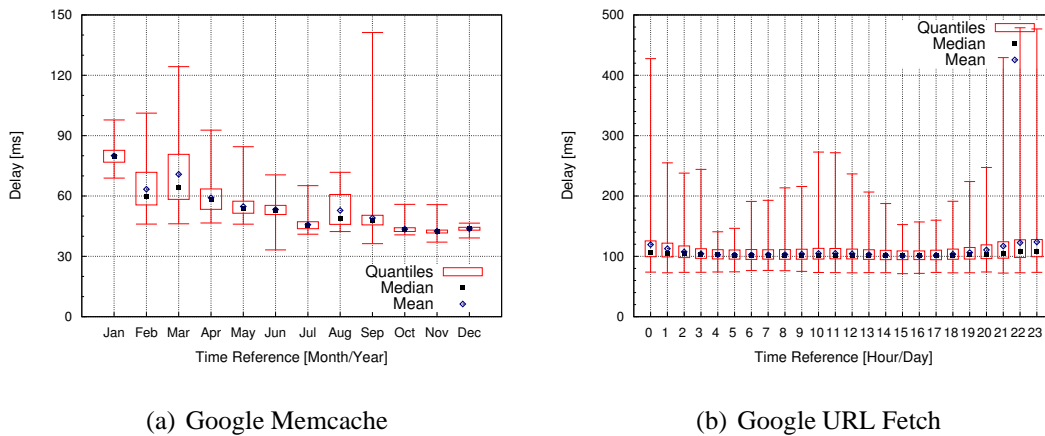 150
120
90
60
30
0
Delay [ms]
Quantiles
Median
Mean
Jan Feb Mar Apr May Jun Jul Aug Sep Oct Nov Dec
Time Reference [Month/Year]
(a) Google Memcache
500
400
300
200
100
0
Delay [ms]
Quantiles
Median
Mean
0 1 2 3 4 5 6 7 8 9 10 11 12 13 14 15 16 17 18 19 20 21 22 23
Time Reference [Hour/Day]
(b) Google URL Fetch